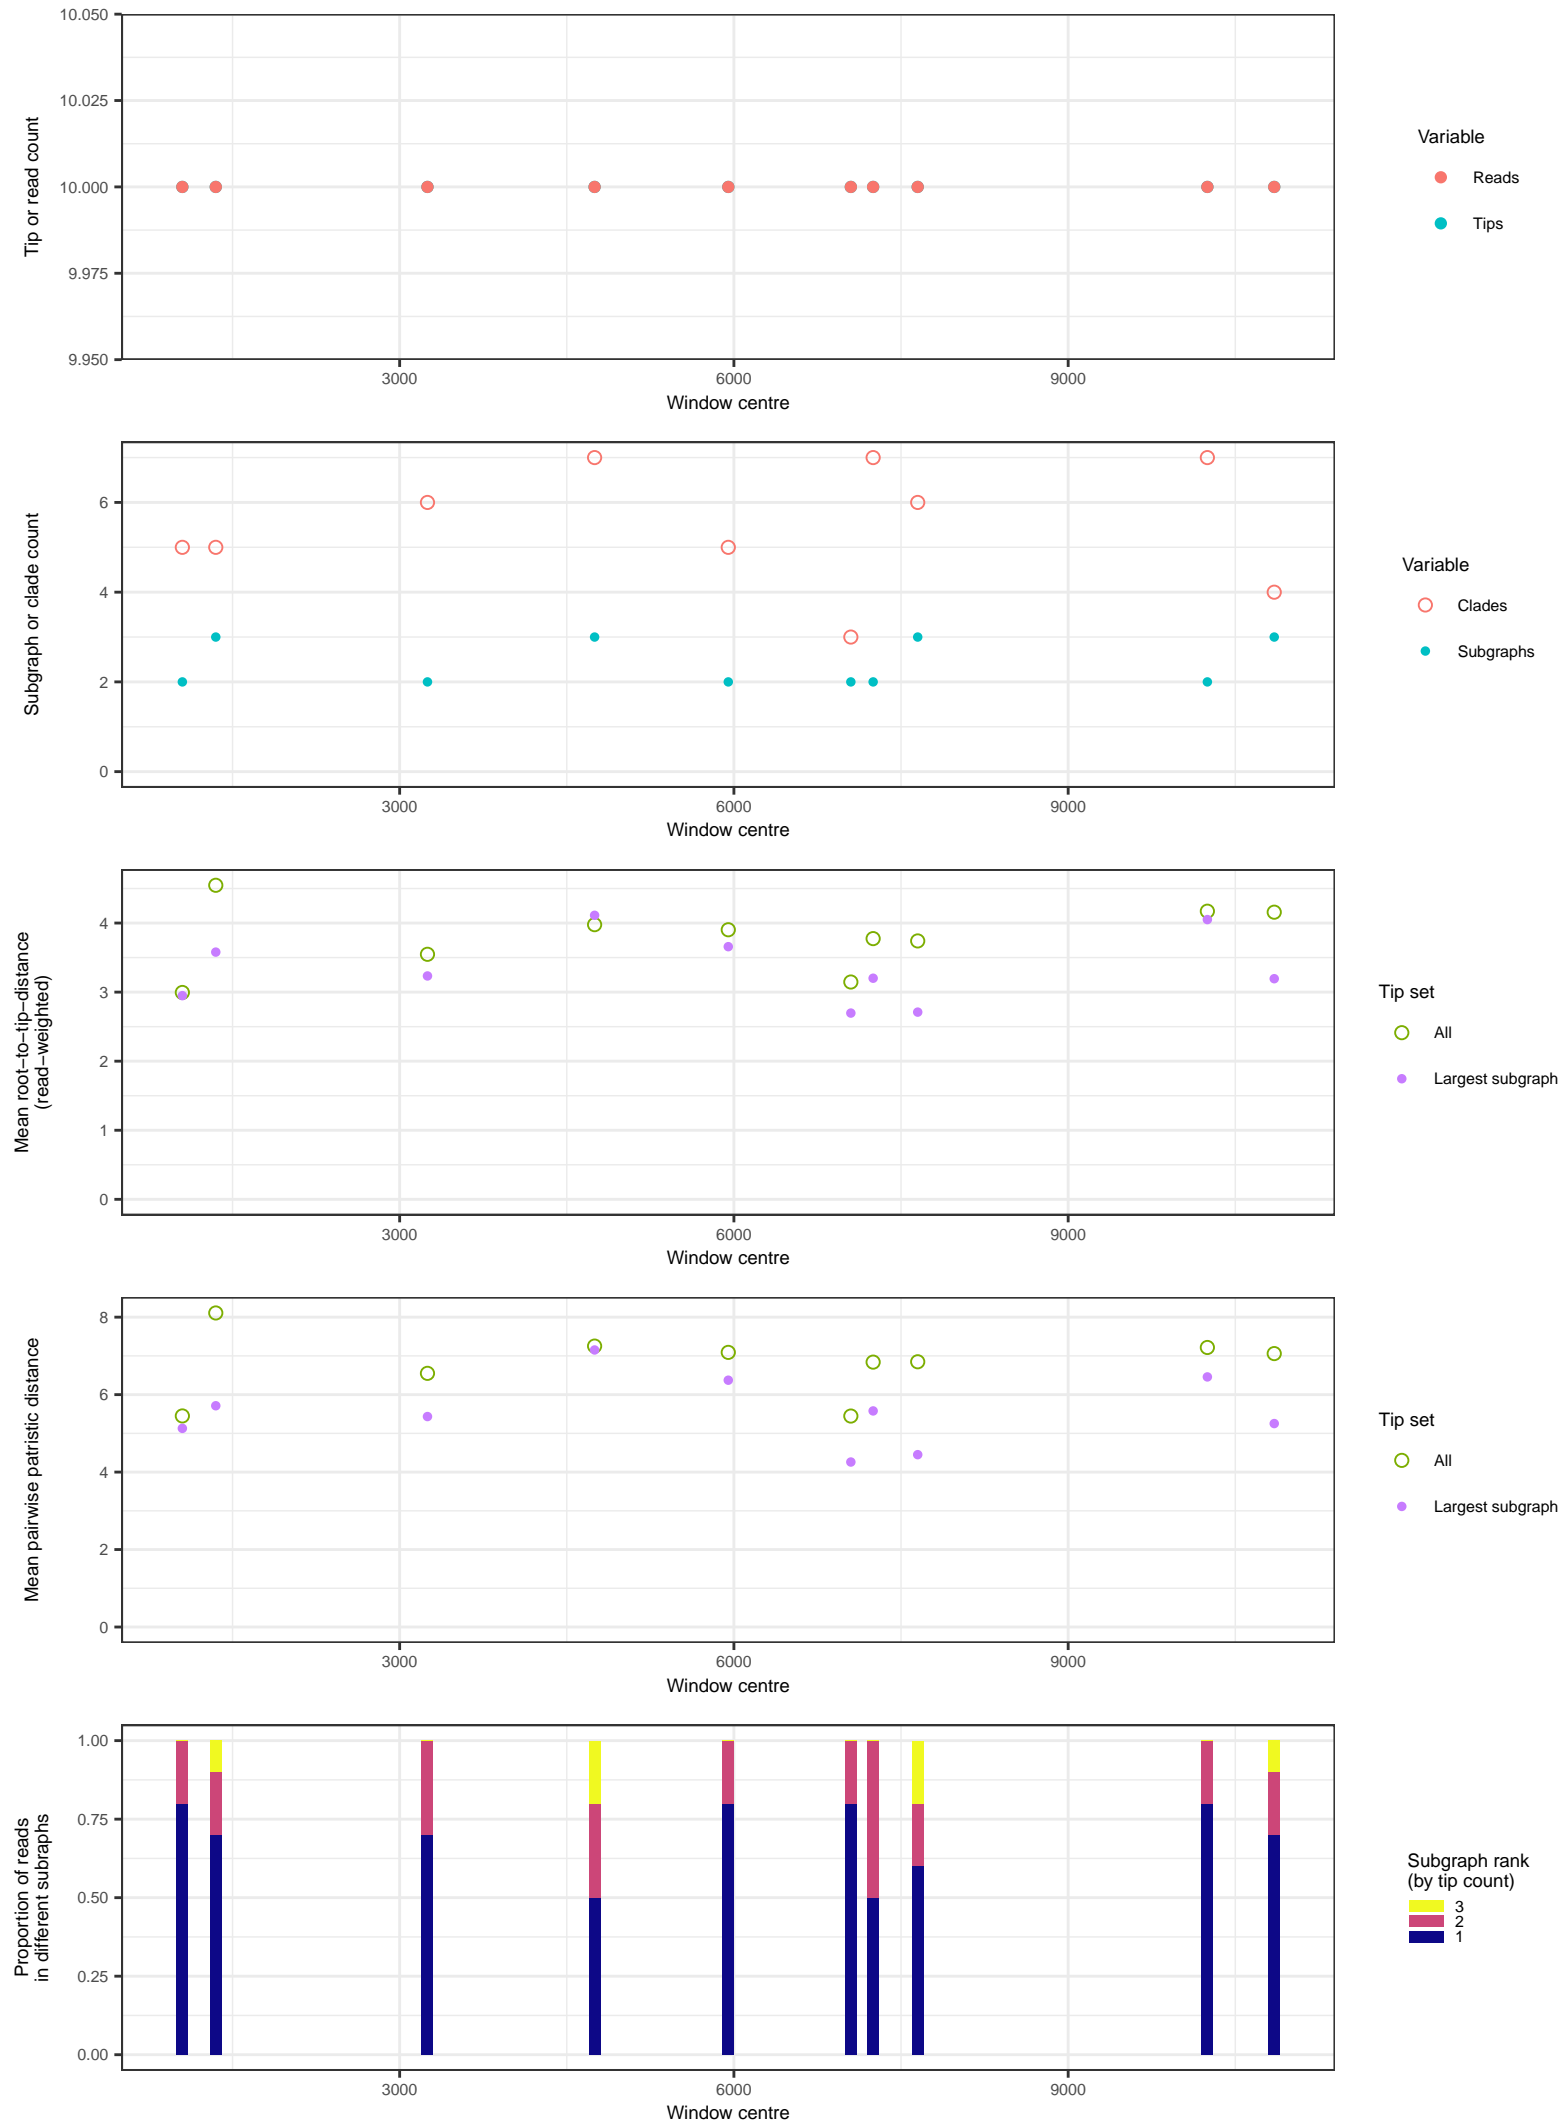 10.050
10.025
10.000
9.975
9.950
Tip or read count
3000
6000
9000
Window centre
Variable
Reads
Tips
6
4
2
0
Subgraph or clade count
3000
6000
9000
Window centre
Variable
Clades
Subgraphs
4
3
2
1
0
Mean root−to−tip−distance
(read−weighted)
3000
6000
9000
Window centre
Tip set
All
Largest subgraph
8
6
4
2
0
Mean pairwise patristic distance
3000
6000
9000
Window centre
Tip set
All
Largest subgraph
1.00
0.75
0.50
0.25
0.00
Proportion of reads
in different subraphs
3000
6000
9000
Window centre
Subgraph rank
(by tip count)
3
2
1